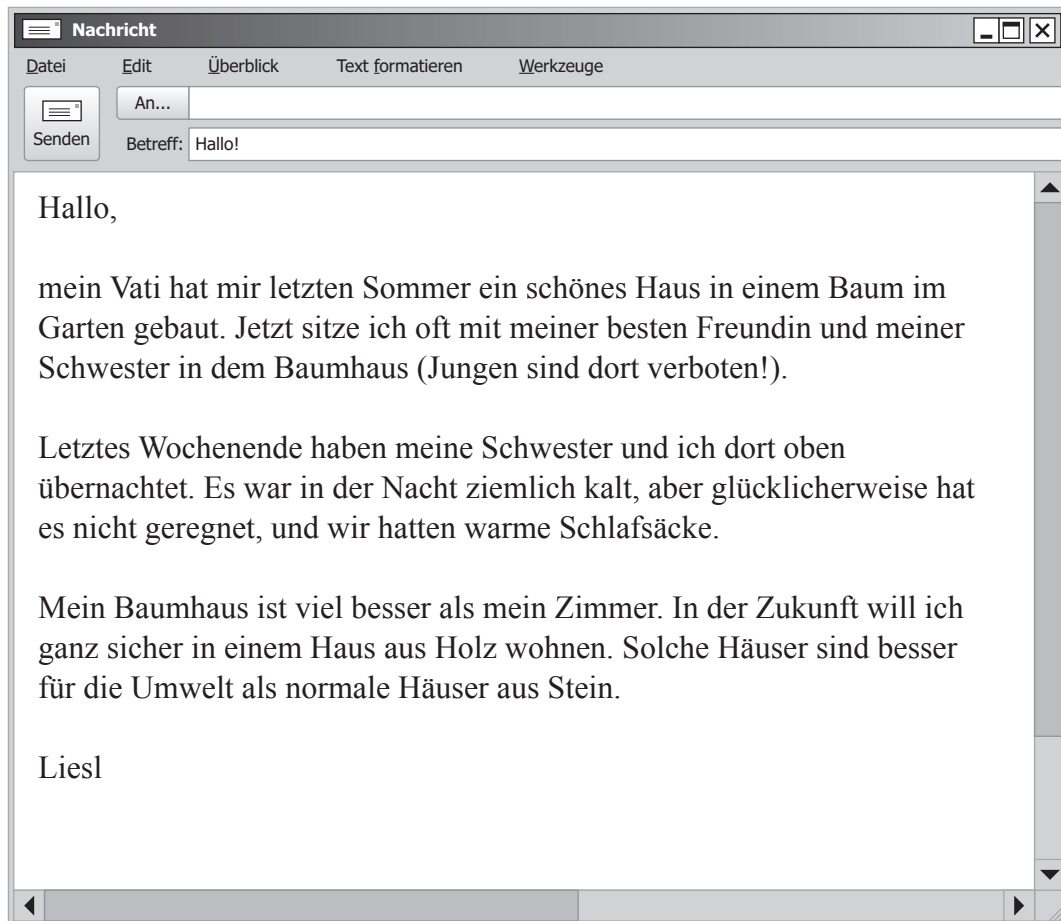 Nachricht
Datei Edit Überblick Text formatieren Werkzeuge
An...
Senden
Betreff: Hallo!
Hallo,
mein Vati hat mir letzten Sommer ein schönes Haus in einem Baum im
Garten gebaut. Jetzt sitze ich oft mit meiner besten Freundin und meiner
Schwester in dem Baumhaus (Jungen sind dort verboten!).
Letztes Wochenende haben meine Schwester und ich dort oben
übernachtet. Es war in der Nacht ziemlich kalt, aber glücklicherweise hat
es nicht geregnet, und wir hatten warme Schlafsäcke.
Mein Baumhaus ist viel besser als mein Zimmer. In der Zukunft will ich
ganz sicher in einem Haus aus Holz wohnen. Solche Häuser sind besser
für die Umwelt als normale Häuser aus Stein.
Liesl